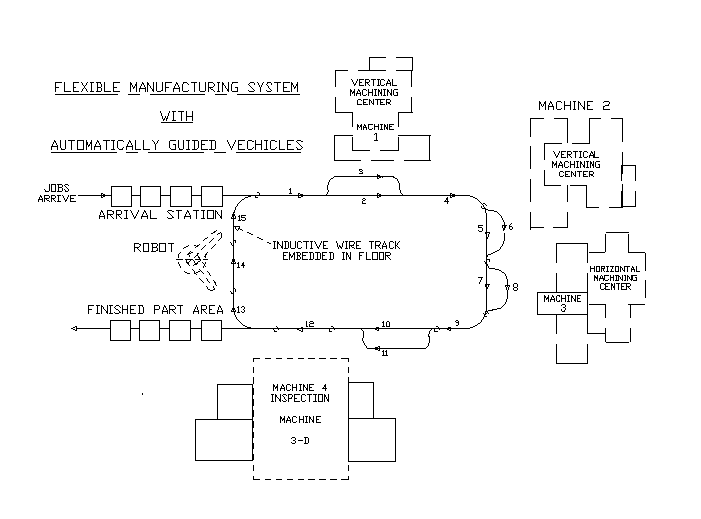 FLEXIBLE MANUFACTURING SYSTEM
WITH
AUTOMATICALLY GUIDED VECHICLES
VERTICAL
MACHINING
CENTER
MACHINE
1
MACHINE 2
VERTICAL
MACHINING
CENTER
JOBS
ARRIVE
ARRIVAL STATION
1
2
3
4
5
6
7
8
9
10
11
12
13
14
15
ROBOT
INDUCTIVE WIRE TRACK
EMBEDDED IN FLOOR
HORIZONTAL
MACHINING
CENTER
MACHINE
3
FINISHED PART AREA
MACHINE 4
INSPECTION
MACHINE
3-D